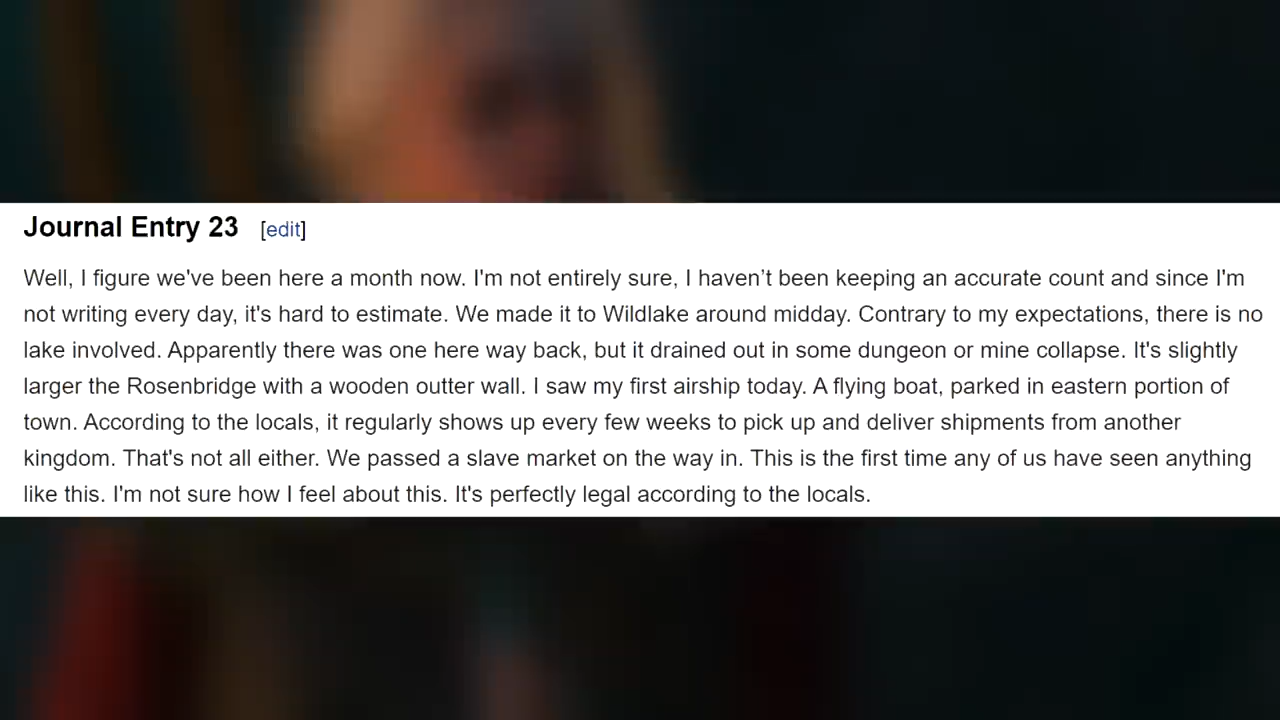 Journal Entry 23 [edit]
Well, I figure we've been here a month now. I'm not entirely sure, I haven’t been keeping an accurate count and since I'm
not writing every day, it's hard to estimate. We made it to Wildlake around midday. Contrary to my expectations, there is no
lake involved. Apparently there was one here way back, but it drained out in some dungeon or mine collapse. It's slightly
larger the Rosenbridge with a wooden outter wall. I saw my first airship today. A flying boat, parked in eastern portion of
town. According to the locals, it regularly shows up every few weeks to pick up and deliver shipments from another
kingdom. That's not all either. We passed a slave market on the way in. This is the first time any of us have seen anything
like this. I'm not sure how I feel about this. It's perfectly legal according to the locals.